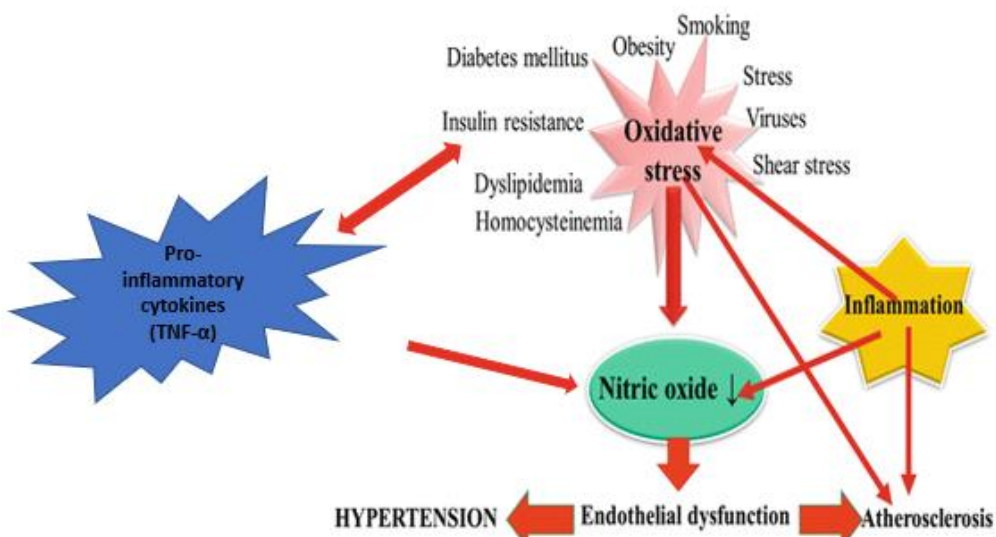 Smoking
Obesity
Diabetes mellitus
Stress
Insulin resistance
Viruses
Oxidative
stress
Shear stress
Dyslipidemia
Homocysteinemia
Pro-
inflammatory
cytokines
(TNF-α)
Inflammation
Nitric oxide ↓
HYPERTENSION
Endothelial dysfunction
Atherosclerosis